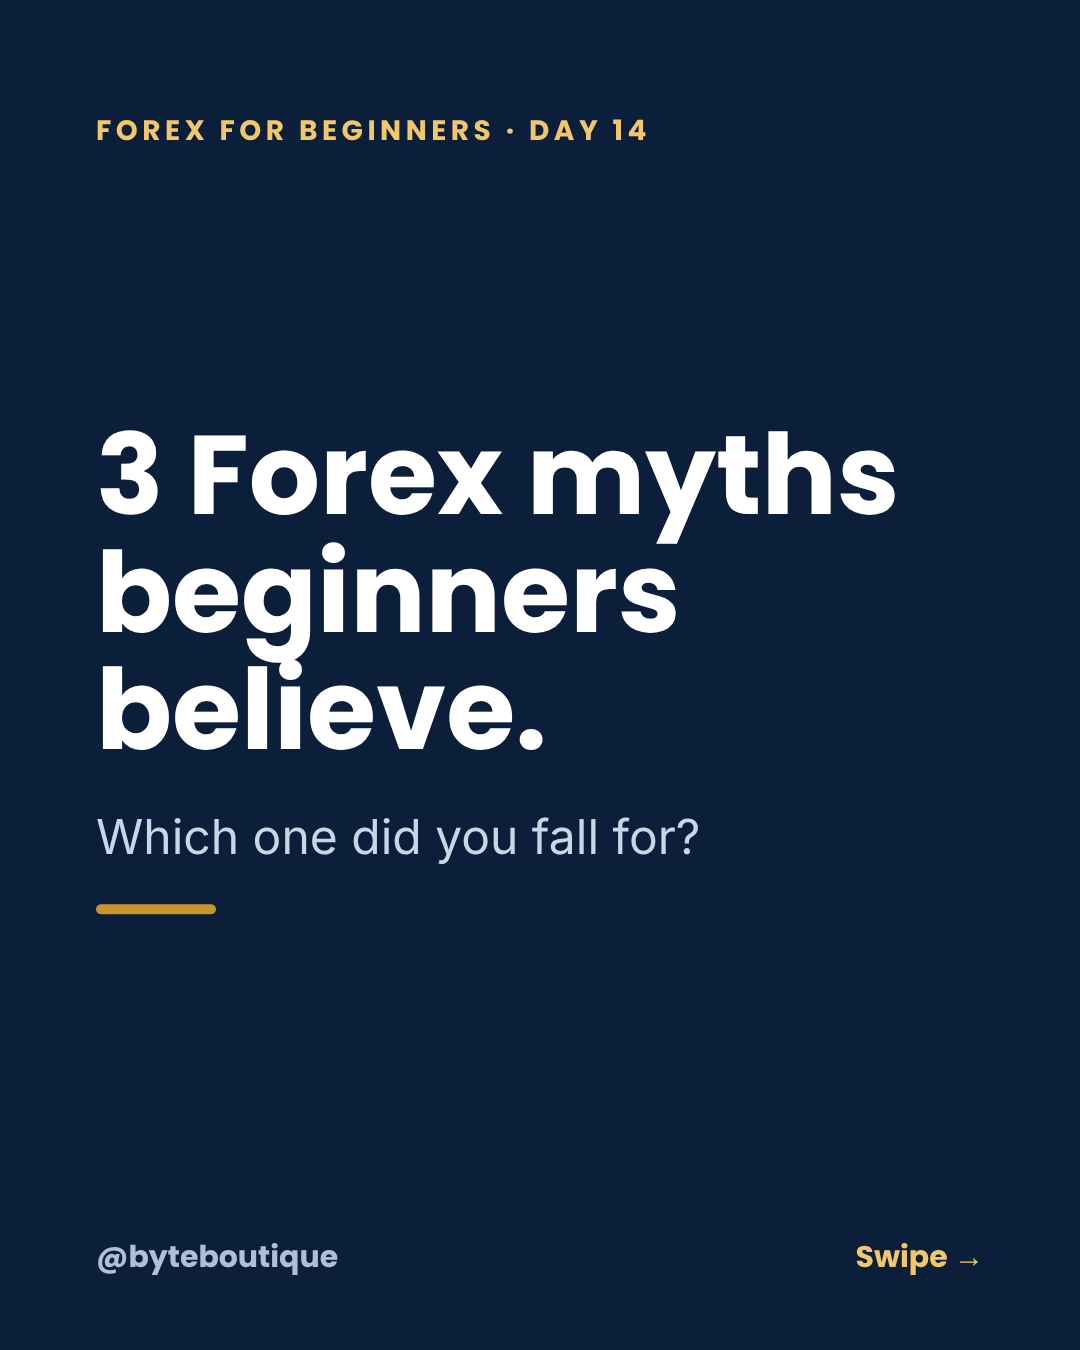 FOREX FOR BEGINNERS · DAY 14
3 Forex myths
beginners
believe.
Which one did you fall for?
@byteboutique
Swipe →